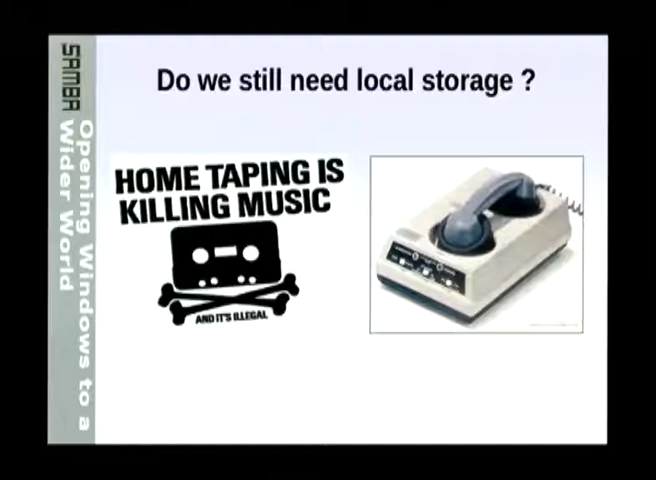 Do we still need local storage ?
SAMBA
Opening Windows to a
Wider World
HOME TAPING IS
KILLING MUSIC
AND IT'S ILLEGAL